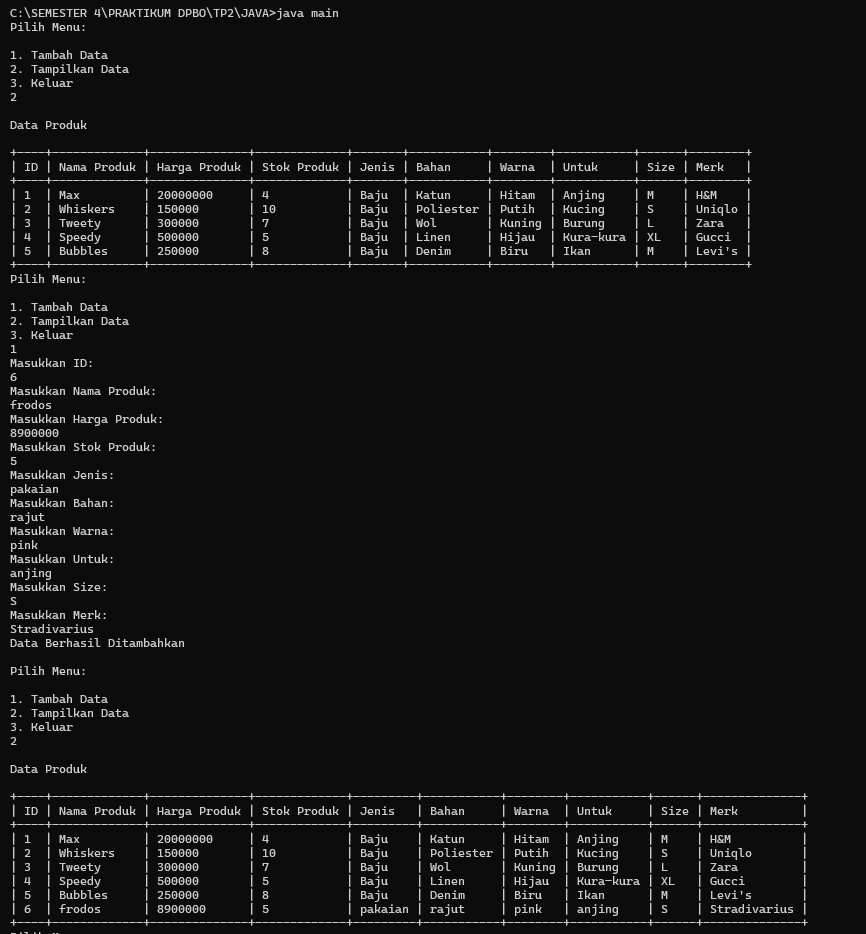 C:\SEMESTER 4\PRAKTIKUM DPBO\TP2\JAVA>java main
Pilih Menu:
1. Tambah Data
2. Tampilkan Data
3. Keluar
2
Data Produk
+----+-------------+--------------+-------------+-------+-----------+--------+-----------+------+--------+
| ID | Nama Produk | Harga Produk | Stok Produk | Jenis | Bahan     | Warna  | Untuk     | Size | Merk   |
+----+-------------+--------------+-------------+-------+-----------+--------+-----------+------+--------+
| 1  | Max         | 20000000     | 4           | Baju  | Katun     | Hitam  | Anjing    | M    | H&M    |
| 2  | Whiskers    | 150000       | 10          | Baju  | Poliester | Putih  | Kucing    | S    | Uniqlo |
| 3  | Tweety      | 300000       | 7           | Baju  | Wol       | Kuning | Burung    | L    | Zara   |
| 4  | Speedy      | 500000       | 5           | Baju  | Linen     | Hijau  | Kura-kura | XL   | Gucci  |
| 5  | Bubbles     | 250000       | 8           | Baju  | Denim     | Biru   | Ikan      | M    | Levi's |
+----+-------------+--------------+-------------+-------+-----------+--------+-----------+------+--------+
Pilih Menu:
1. Tambah Data
2. Tampilkan Data
3. Keluar
1
Masukkan ID:
6
Masukkan Nama Produk:
frodos
Masukkan Harga Produk:
8900000
Masukkan Stok Produk:
5
Masukkan Jenis:
pakaian
Masukkan Bahan:
rajut
Masukkan Warna:
pink
Masukkan Untuk:
anjing
Masukkan Size:
S
Masukkan Merk:
Stradivarius
Data Berhasil Ditambahkan
Pilih Menu:
1. Tambah Data
2. Tampilkan Data
3. Keluar
2
Data Produk
+----+-------------+--------------+-------------+---------+-----------+--------+-----------+------+--------------+
| ID | Nama Produk | Harga Produk | Stok Produk | Jenis   | Bahan     | Warna  | Untuk     | Size | Merk         |
+----+-------------+--------------+-------------+---------+-----------+--------+-----------+------+--------------+
| 1  | Max         | 20000000     | 4           | Baju    | Katun     | Hitam  | Anjing    | M    | H&M          |
| 2  | Whiskers    | 150000       | 10          | Baju    | Poliester | Putih  | Kucing    | S    | Uniqlo       |
| 3  | Tweety      | 300000       | 7           | Baju    | Wol       | Kuning | Burung    | L    | Zara         |
| 4  | Speedy      | 500000       | 5           | Baju    | Linen     | Hijau  | Kura-kura | XL   | Gucci        |
| 5  | Bubbles     | 250000       | 8           | Baju    | Denim     | Biru   | Ikan      | M    | Levi's       |
| 6  | frodos      | 8900000      | 5           | pakaian | rajut     | pink   | anjing    | S    | Stradivarius |
+----+-------------+--------------+-------------+---------+-----------+--------+-----------+------+--------------+